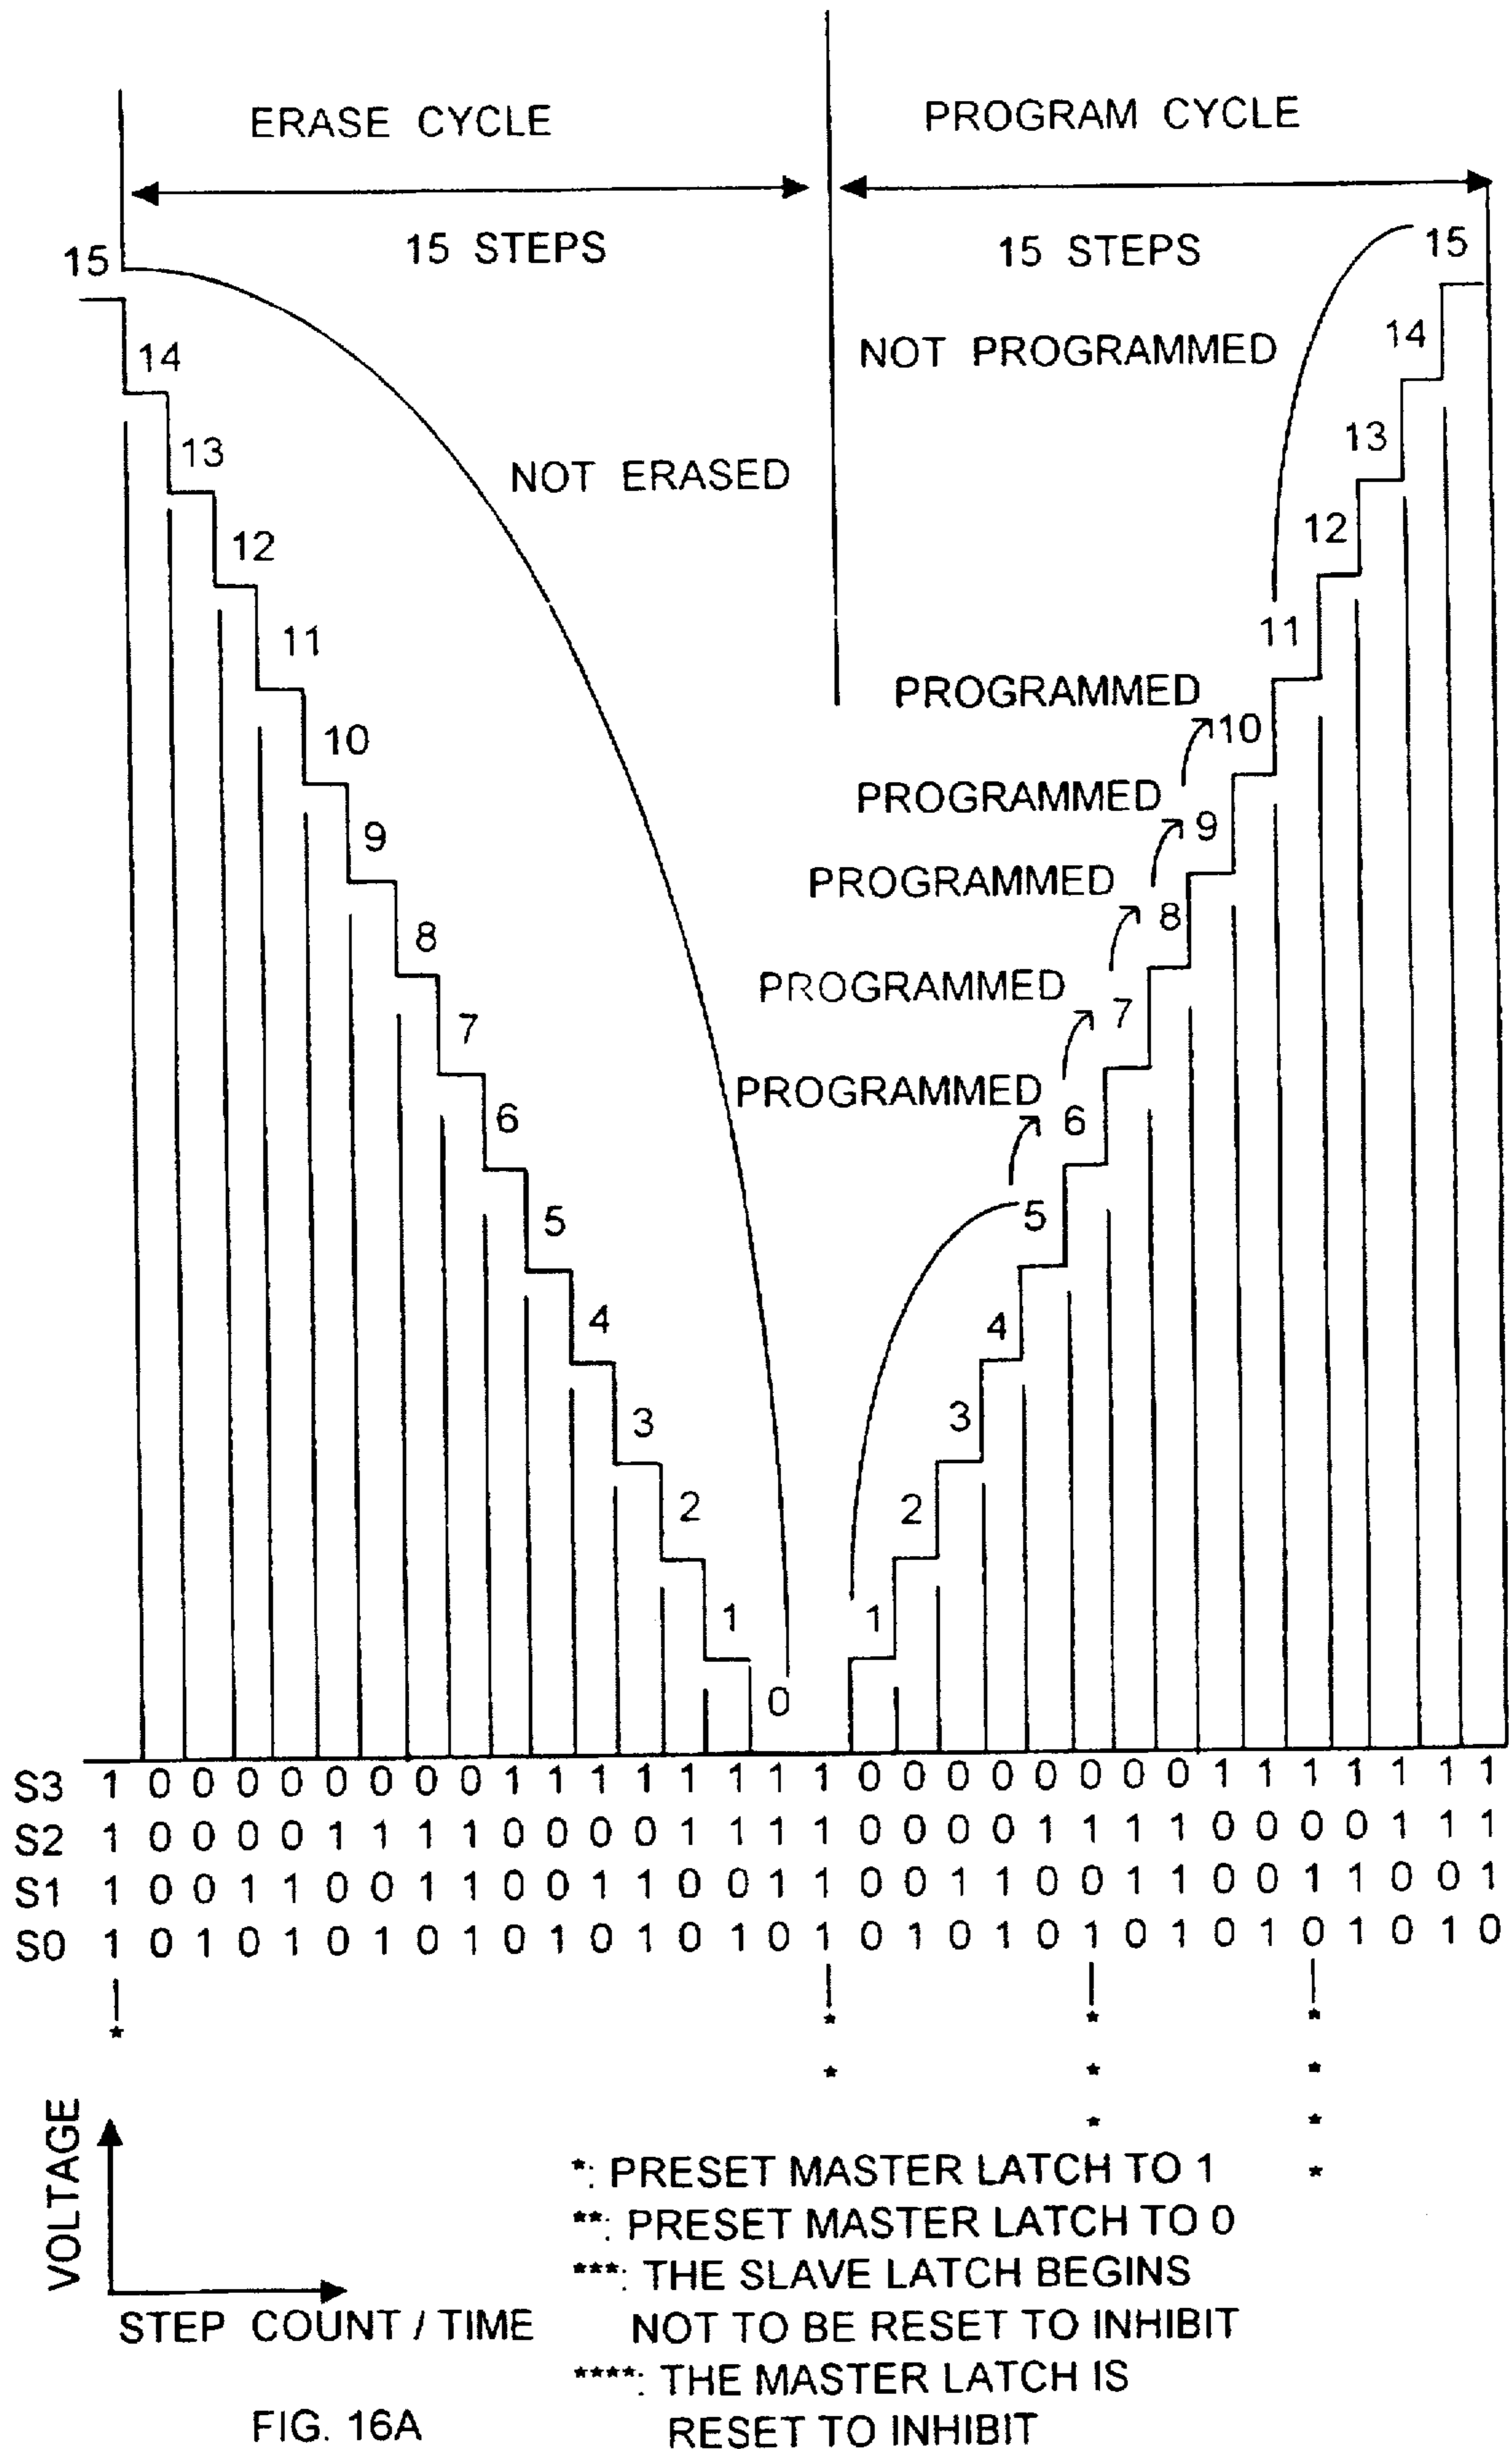 ERASE CYCLE
PROGRAM CYCLE
15 STEPS
15 STEPS
15
15
14
NOT PROGRAMMED
14
13
NOT ERASED
13
12
12
11
11
PROGRAMMED
10
10
PROGRAMMED
9
9
PROGRAMMED
8
8
PROGRAMMED
7
7
PROGRAMMED
6
6
5
5
4
4
3
3
2
2
1
1
0
S3 1 0 0 0 0 0 0 0 0 1 1 1 1 1 1 1 1 0 0 0 0 0 0 0 0 1 1 1 1 1 1 1
S2 1 0 0 0 0 1 1 1 1 0 0 0 0 1 1 1 1 0 0 0 0 1 1 1 1 0 0 0 0 1 1 1
S1 1 0 0 1 1 0 0 1 1 0 0 1 1 0 0 1 1 0 0 1 1 0 0 1 1 0 0 1 1 0 0 1
S0 1 0 1 0 1 0 1 0 1 0 1 0 1 0 1 0 1 0 1 0 1 0 1 0 1 0 1 0 1 0 1 0
* * * *
* * *
* *
*
VOLTAGE
STEP COUNT / TIME
*: PRESET MASTER LATCH TO 1
**: PRESET MASTER LATCH TO 0
***: THE SLAVE LATCH BEGINS
NOT TO BE RESET TO INHIBIT
****: THE MASTER LATCH IS
RESET TO INHIBIT
FIG. 16A